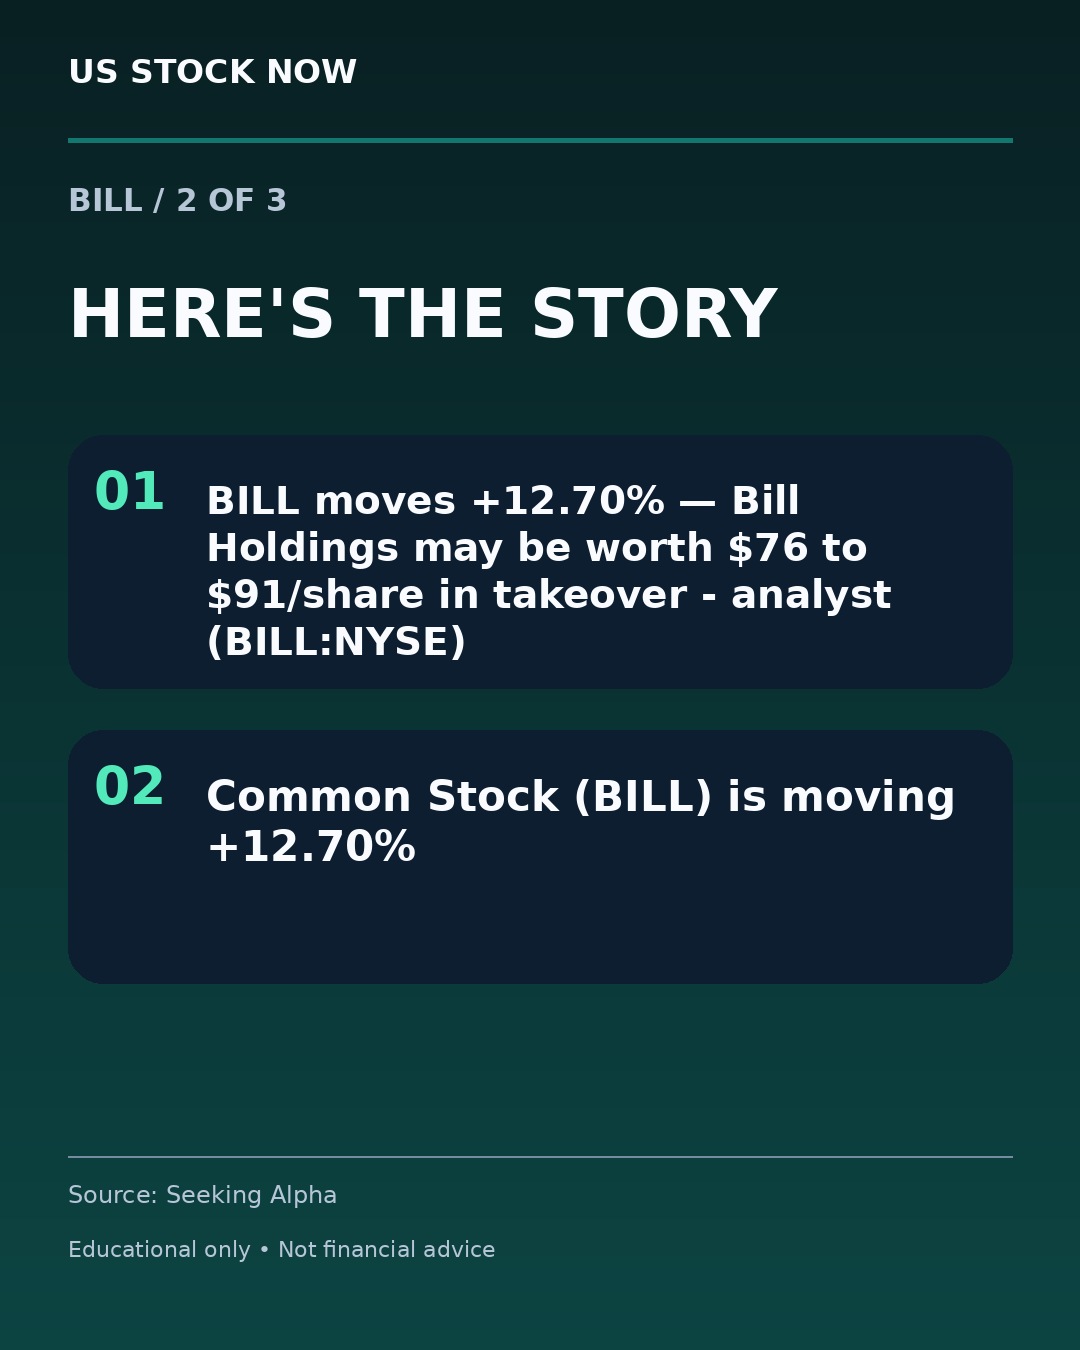 US STOCK NOW
BILL / 2 OF 3
HERE'S THE STORY
01
BILL moves +12.70% — Bill
Holdings may be worth $76 to
$91/share in takeover - analyst
(BILL:NYSE)
02
Common Stock (BILL) is moving
+12.70%
Source: Seeking Alpha
Educational only • Not financial advice